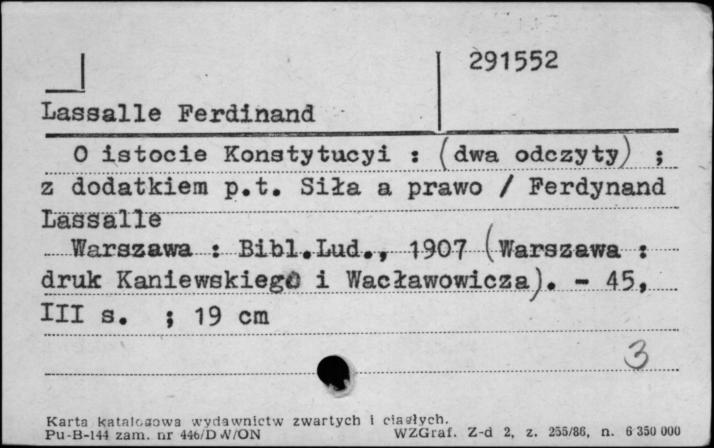 291552
Lassalle Ferdinand
O istocie Konstytucyi : (dwa odczyty) ;
z dodatkiem p.t. Siła a prawo / Ferdynand
Lassalle
Warszawa : Bibl.Lud., 1907 (Warszawa :
druk Kaniewskiego i Wacławowicza). - 45,
III s. ; 19 cm
3
Karta katalogowa wydawnictw zwartych i ciągłych.
Pu-B-144 zam. nr 446/DW/ON WZGraf. Z-d 2, z. 255/86, n. 6 350 000